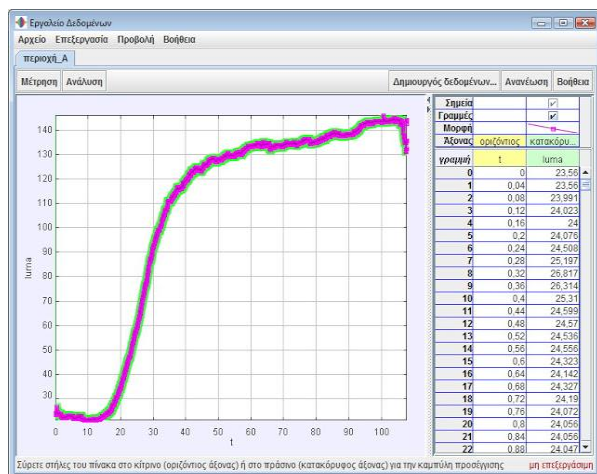 Εργαλείο Δεδομένων
Αρχείο Επεξεργασία Προβολή Βοήθεια
περιοχή_Α
Μέτρηση Ανάλυση Δημιουργός δεδομένων... Ανανέωση Βοήθεια
Σημεία
Γραμμές
Μορφή
Άξονας οριζόντιος κατακόρυ...
γραμμή t luma
0 0 23,56
1 0,04 23,56
2 0,08 23,991
3 0,12 24,023
4 0,16 24
5 0,2 24,076
6 0,24 24,508
7 0,28 25,197
8 0,32 26,817
9 0,36 26,314
10 0,4 25,31
11 0,44 24,599
12 0,48 24,57
13 0,52 24,536
14 0,56 24,556
15 0,6 24,323
16 0,64 24,142
17 0,68 24,327
18 0,72 24,19
19 0,76 24,072
20 0,8 24,056
21 0,84 24,056
22 0,88 24,047
140
130
120
110
100
90
80
70
60
50
40
30
luma
0 10 20 30 40 50 60 70 80 90 100
t
Σύρετε στήλες του πίνακα στο κίτρινο (οριζόντιος άξονας) ή στο πράσινο (κατακόρυφος άξονας) για την καμπύλη προσέγγισης μη επεξεργάσιμη